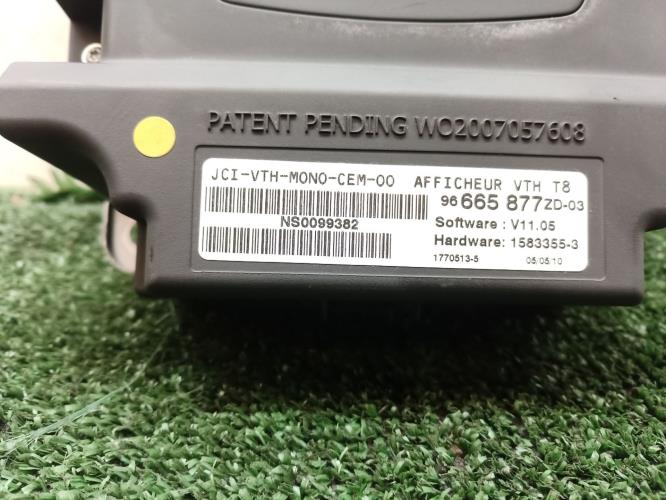 PATENT PENDING WO2007057608
JCI-VTH-MONO-CEM-00 AFFICHEUR VTH T8
96 665 877ZD-03
NS0099382
Software : V11.05
Hardware: 1583355-3
1770513-5 05/05/10